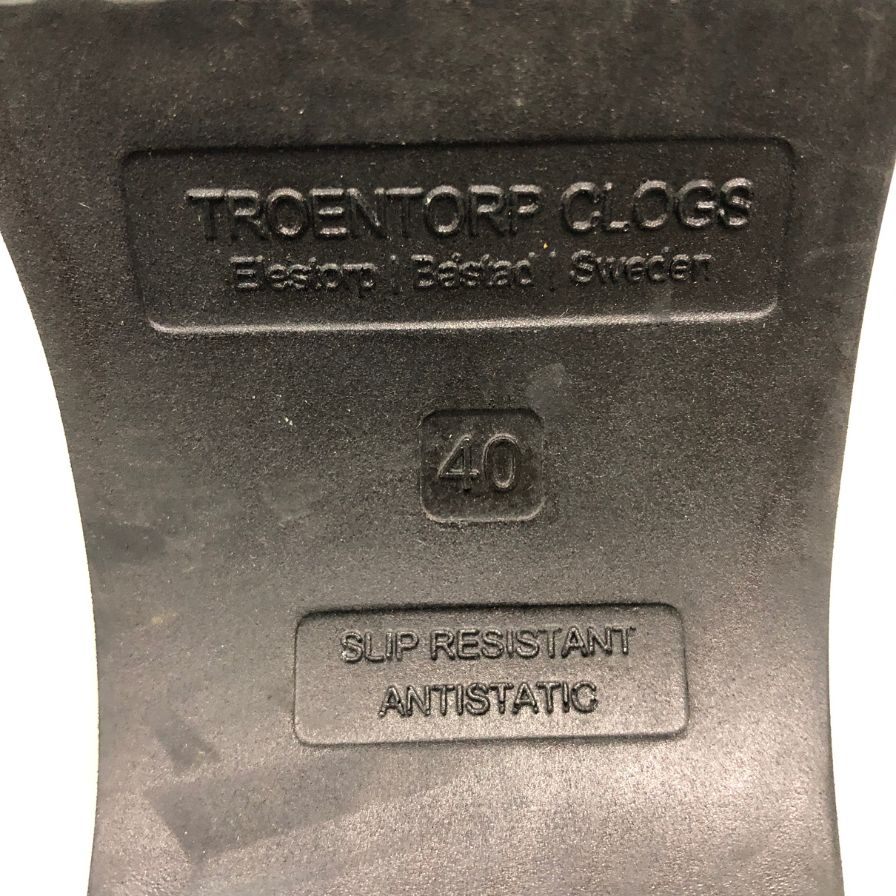 TROENTORP CLOGS
Elestorp | Båstad | Sweden
40
SLIP RESISTANT
ANTISTATIC